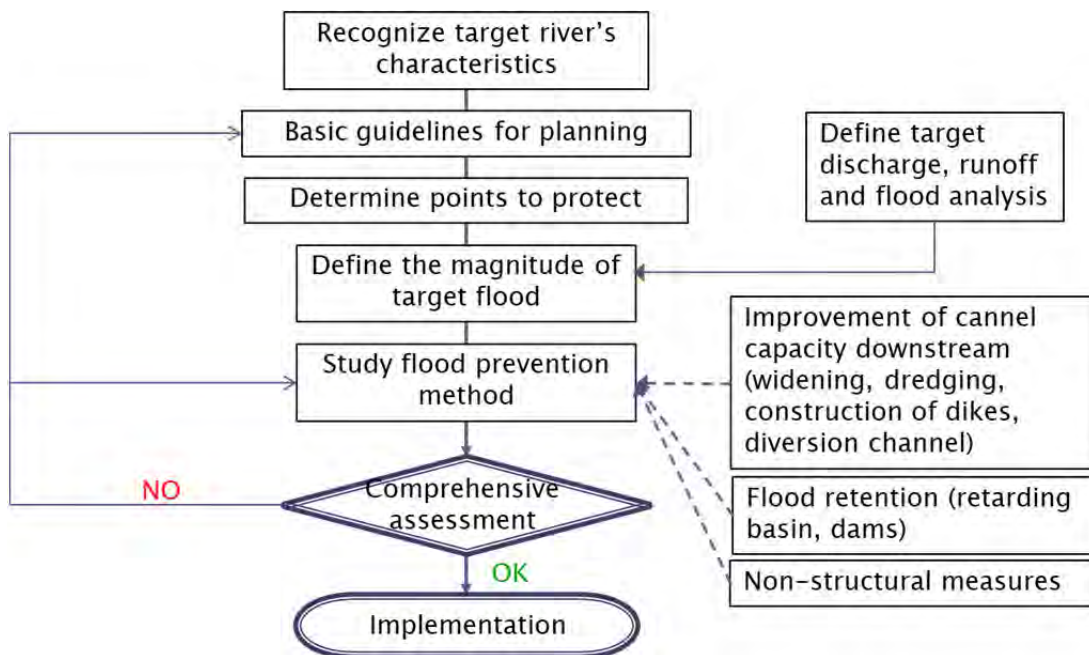 Recognize target river's
characteristics
Basic guidelines for planning
Determine points to protect
Define the magnitude of
target flood
Study flood prevention
method
Comprehensive
assessment
NO
OK
Implementation
Define target
discharge, runoff
and flood analysis
Improvement of cannel
capacity downstream
(widening, dredging,
construction of dikes,
diversion channel)
Flood retention (retarding
basin, dams)
Non-structural measures